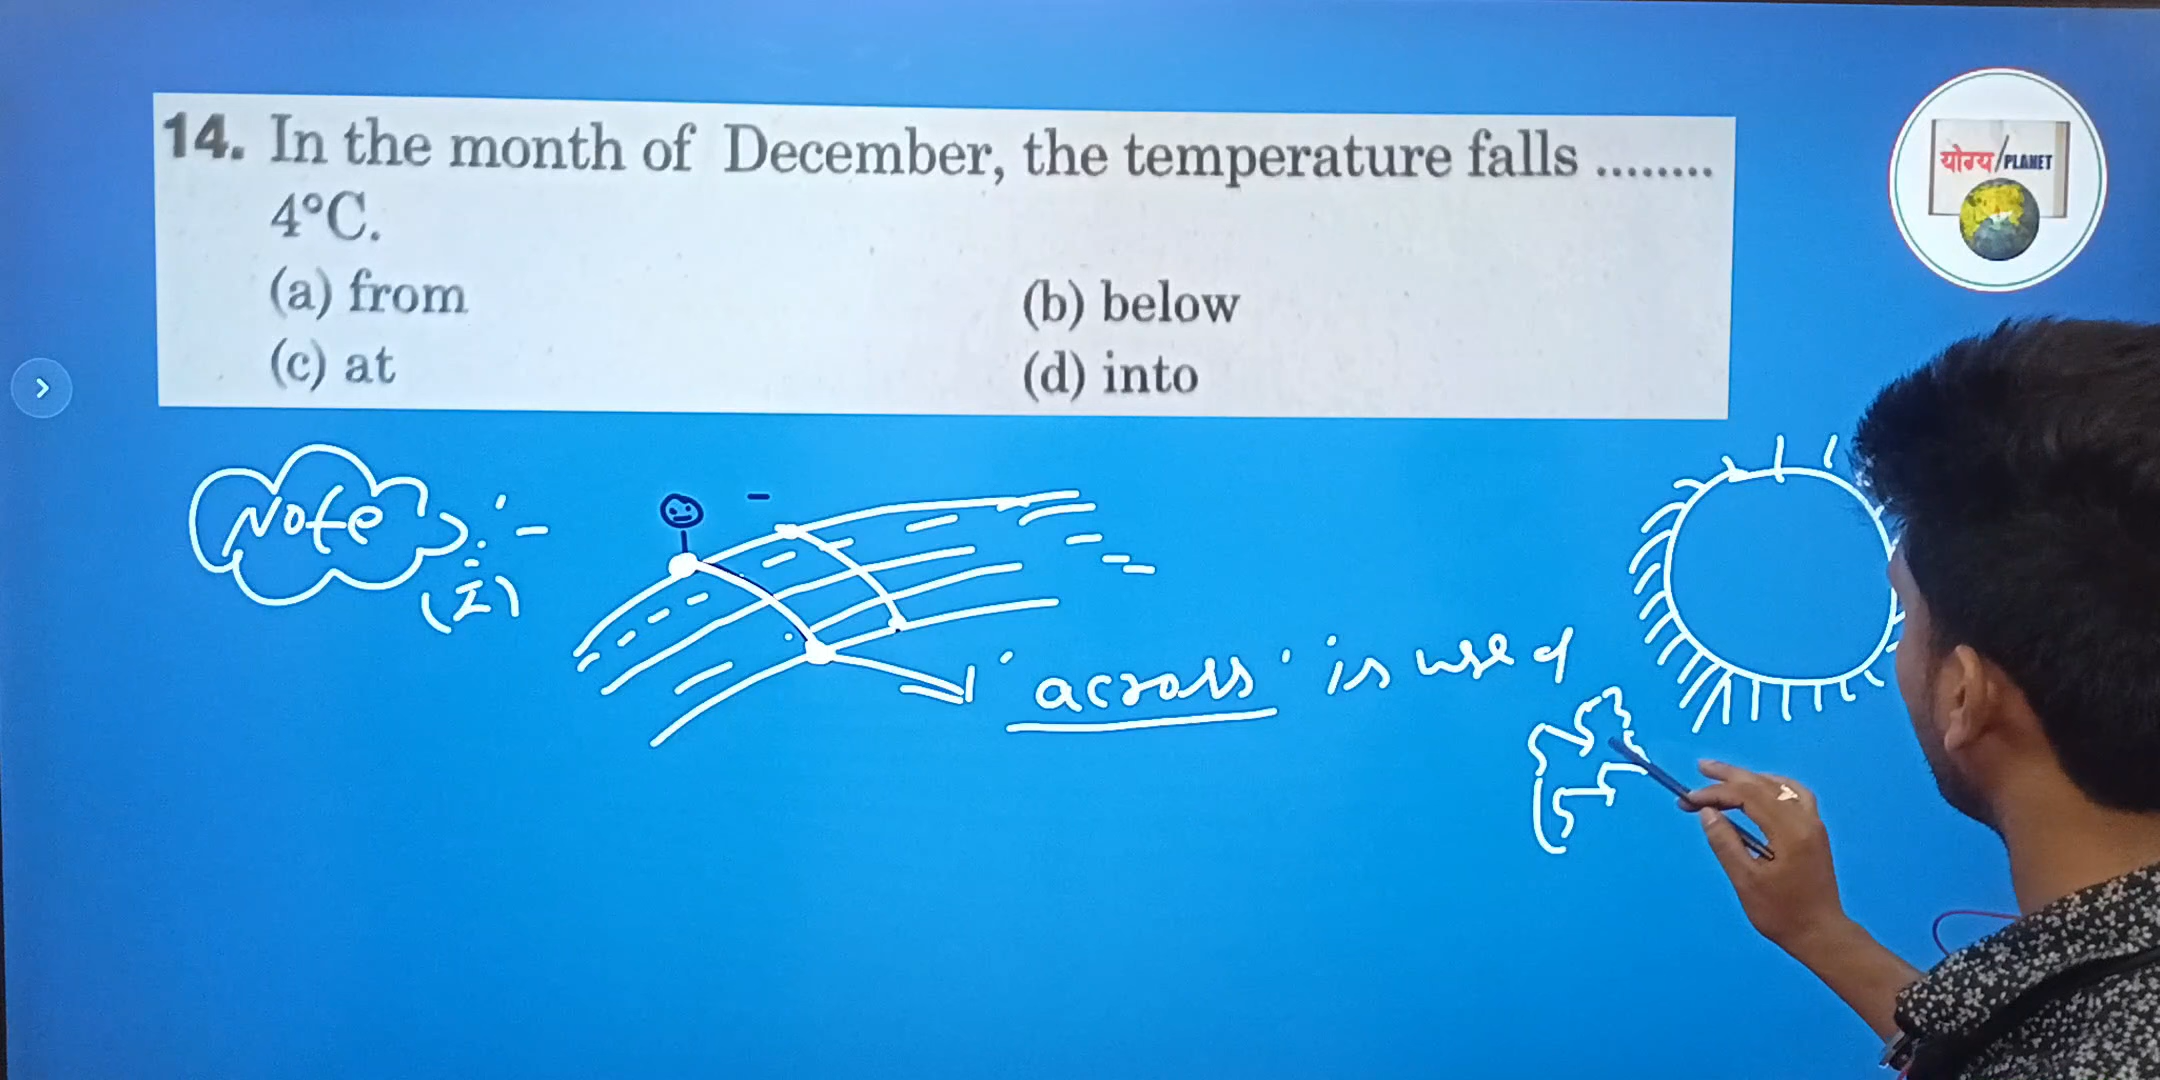 14. In the month of December, the temperature falls ........
4°C.
(a) from
(b) below
(c) at
(d) into
योग्य/PLANET
Note :-
(I)
'across' is used